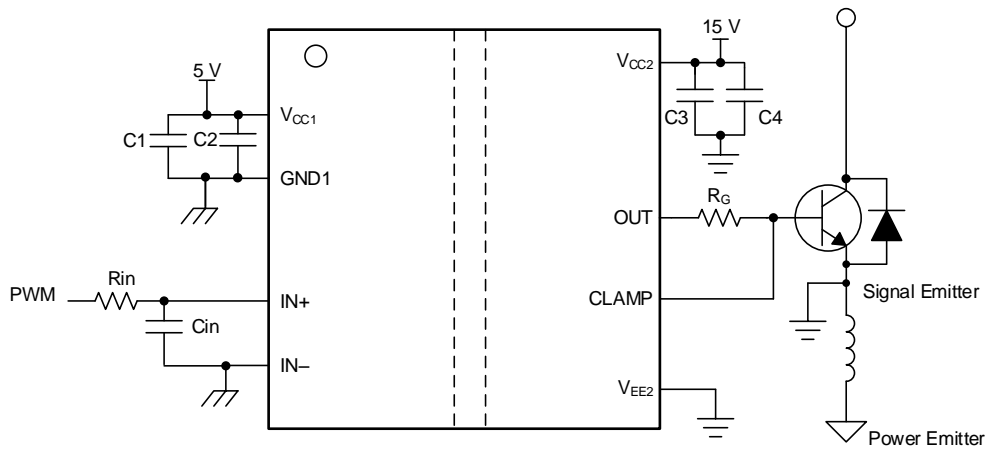 15 V
5 V
VCC2
VCC1
C1
C2
C3
C4
GND1
RG
OUT
PWM
Rin
IN+
CLAMP
Signal Emitter
Cin
IN–
VEE2
Power Emitter